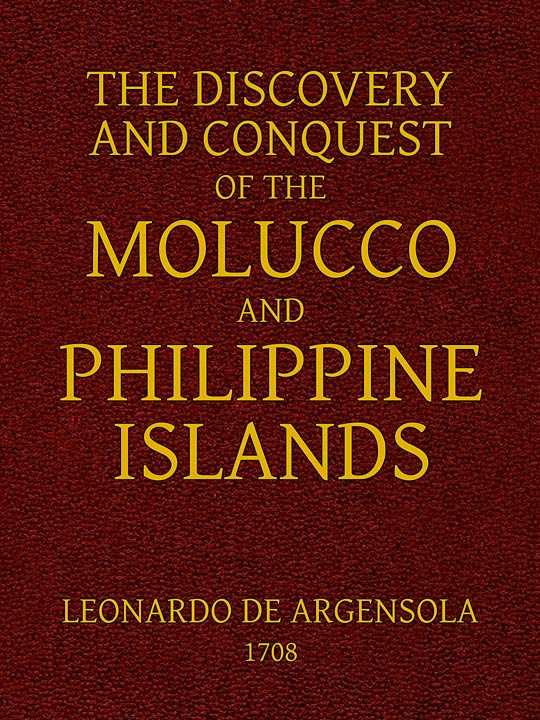 THE DISCOVERY
AND CONQUEST
OF THE
MOLUCCO
AND
PHILIPPINE
ISLANDS
LEONARDO DE ARGENSOLA
1708